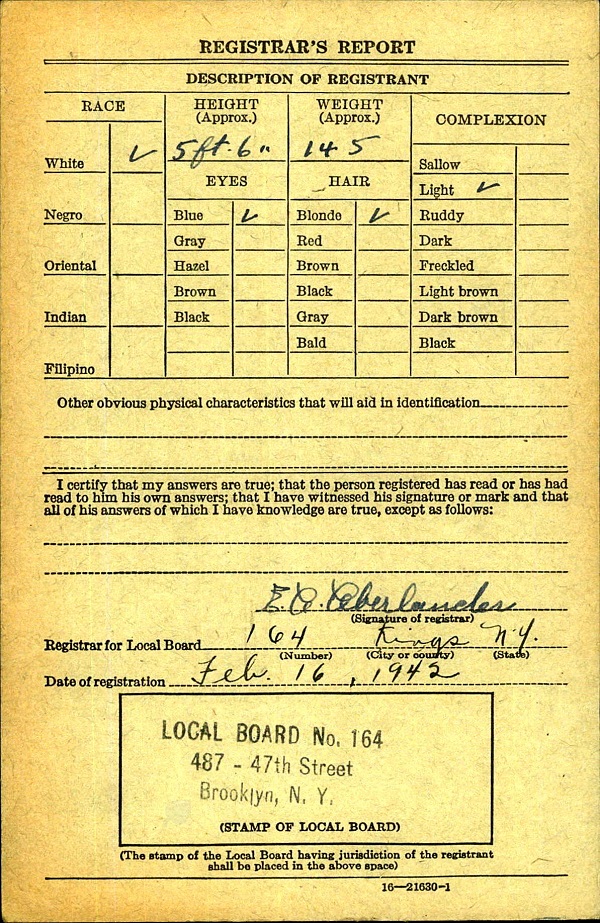 REGISTRAR'S REPORT
DESCRIPTION OF REGISTRANT
RACE
HEIGHT
(Approx.)
WEIGHT
(Approx.)
COMPLEXION
White ✓
5 ft. 6"
145
Sallow
EYES
HAIR
Light ✓
Negro
Blue ✓
Blonde ✓
Ruddy
Gray
Red
Dark
Oriental
Hazel
Brown
Freckled
Brown
Black
Light brown
Indian
Black
Gray
Dark brown
Bald
Black
Filipino
Other obvious physical characteristics that will aid in identification
I certify that my answers are true; that the person registered has read or has had
read to him his own answers; that I have witnessed his signature or mark and that
all of his answers of which I have knowledge are true, except as follows:
Oberlander
(Signature of registrar)
Registrar for Local Board 164 Kings N.Y.
(Number) (City or county) (State)
Date of registration Feb. 16, 1942
LOCAL BOARD No. 164
487 - 47th Street
Brooklyn, N. Y.
(STAMP OF LOCAL BOARD)
(The stamp of the Local Board having jurisdiction of the registrant
shall be placed in the above space)
16—21630-1